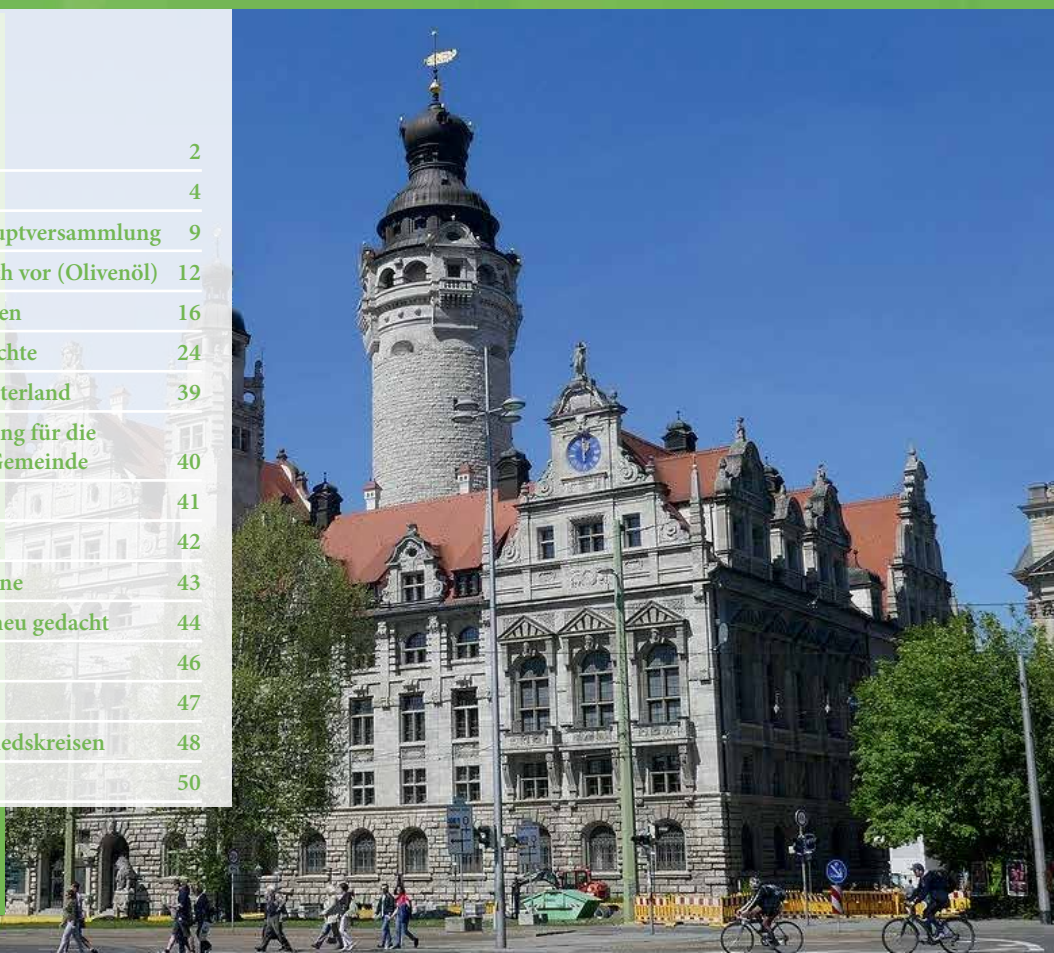 2
4
uptversammlung 9
h vor (Olivenöl) 12
en 16
chte 24
terland 39
ng für die
Gemeinde 40
41
42
ne 43
neu gedacht 44
46
47
iedskreisen 48
50